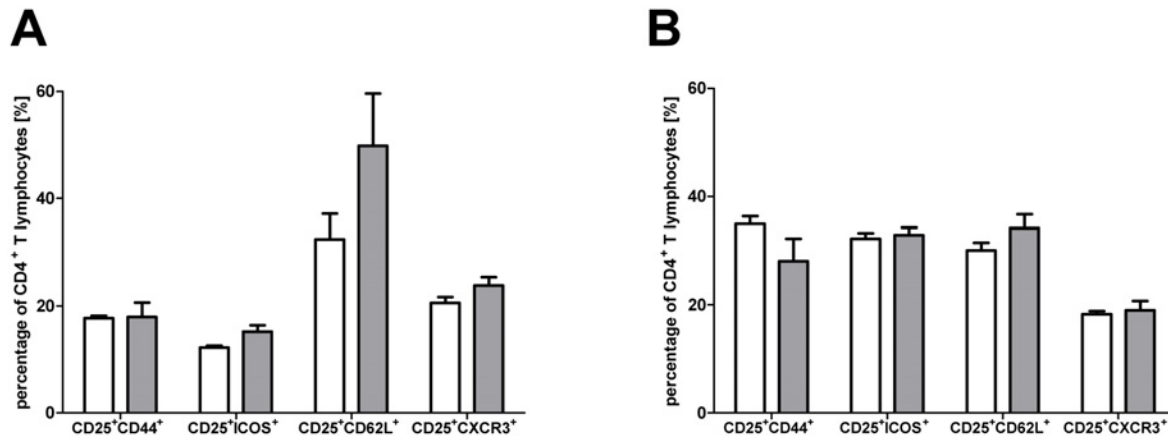 A
percentage of CD4⁺ T lymphocytes [%]
60
40
20
0
CD25⁺CD44⁺ CD25⁺ICOS⁺ CD25⁺CD62L⁺ CD25⁺CXCR3⁺
B
percentage of CD4⁺ T lymphocytes [%]
60
40
20
0
CD25⁺CD44⁺ CD25⁺ICOS⁺ CD25⁺CD62L⁺ CD25⁺CXCR3⁺